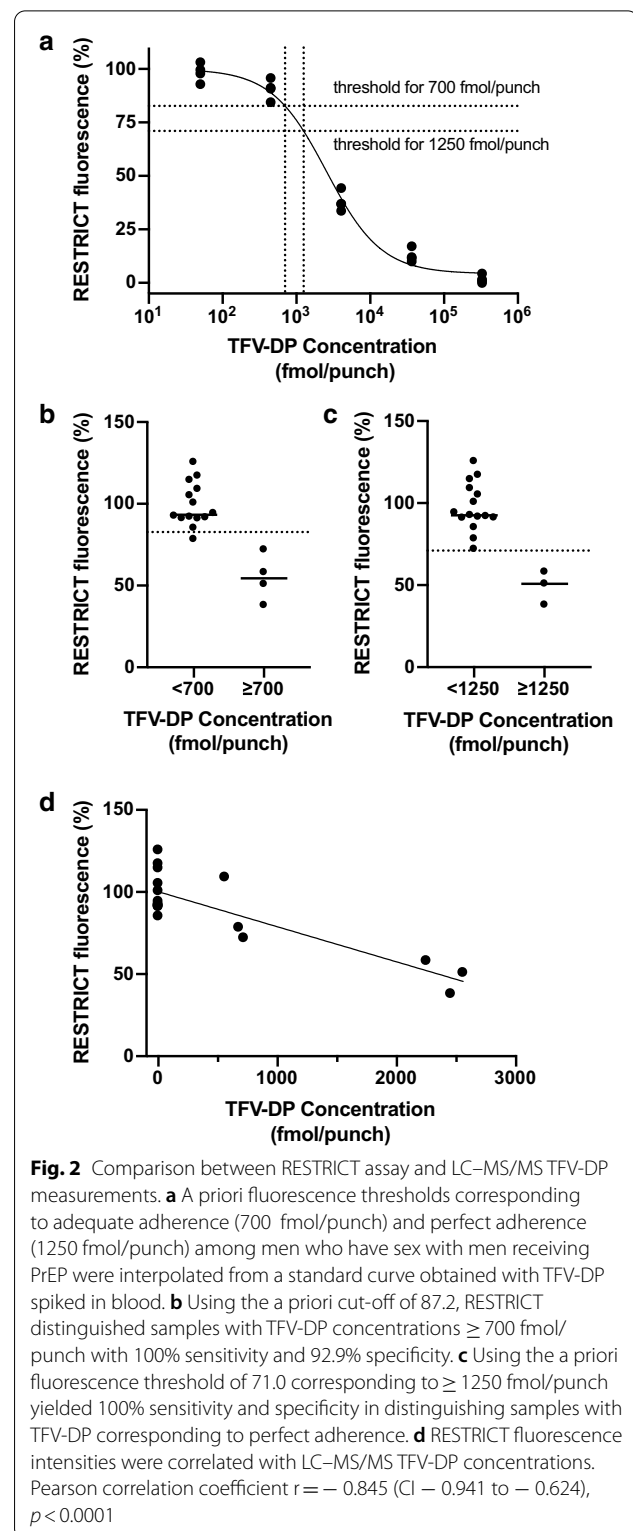 a
RESTRICT fluorescence (%)
100
75
50
25
0
threshold for 700 fmol/punch
threshold for 1250 fmol/punch
10¹ 10² 10³ 10⁴ 10⁵ 10⁶
TFV-DP Concentration
(fmol/punch)
b
RESTRICT fluorescence (%)
150
100
50
0
<700 ≥700
TFV-DP Concentration
(fmol/punch)
c
RESTRICT fluorescence (%)
150
100
50
0
<1250 ≥1250
TFV-DP Concentration
(fmol/punch)
d
RESTRICT fluorescence (%)
150
100
50
0
0 1000 2000 3000
TFV-DP Concentration
(fmol/punch)
Fig. 2 Comparison between RESTRICT assay and LC–MS/MS TFV-DP
measurements. a A priori fluorescence thresholds corresponding
to adequate adherence (700 fmol/punch) and perfect adherence
(1250 fmol/punch) among men who have sex with men receiving
PrEP were interpolated from a standard curve obtained with TFV-DP
spiked in blood. b Using the a priori cut-off of 87.2, RESTRICT
distinguished samples with TFV-DP concentrations ≥ 700 fmol/
punch with 100% sensitivity and 92.9% specificity. c Using the a priori
fluorescence threshold of 71.0 corresponding to ≥ 1250 fmol/punch
yielded 100% sensitivity and specificity in distinguishing samples with
TFV-DP corresponding to perfect adherence. d RESTRICT fluorescence
intensities were correlated with LC–MS/MS TFV-DP concentrations.
Pearson correlation coefficient r = − 0.845 (CI − 0.941 to − 0.624),
p < 0.0001